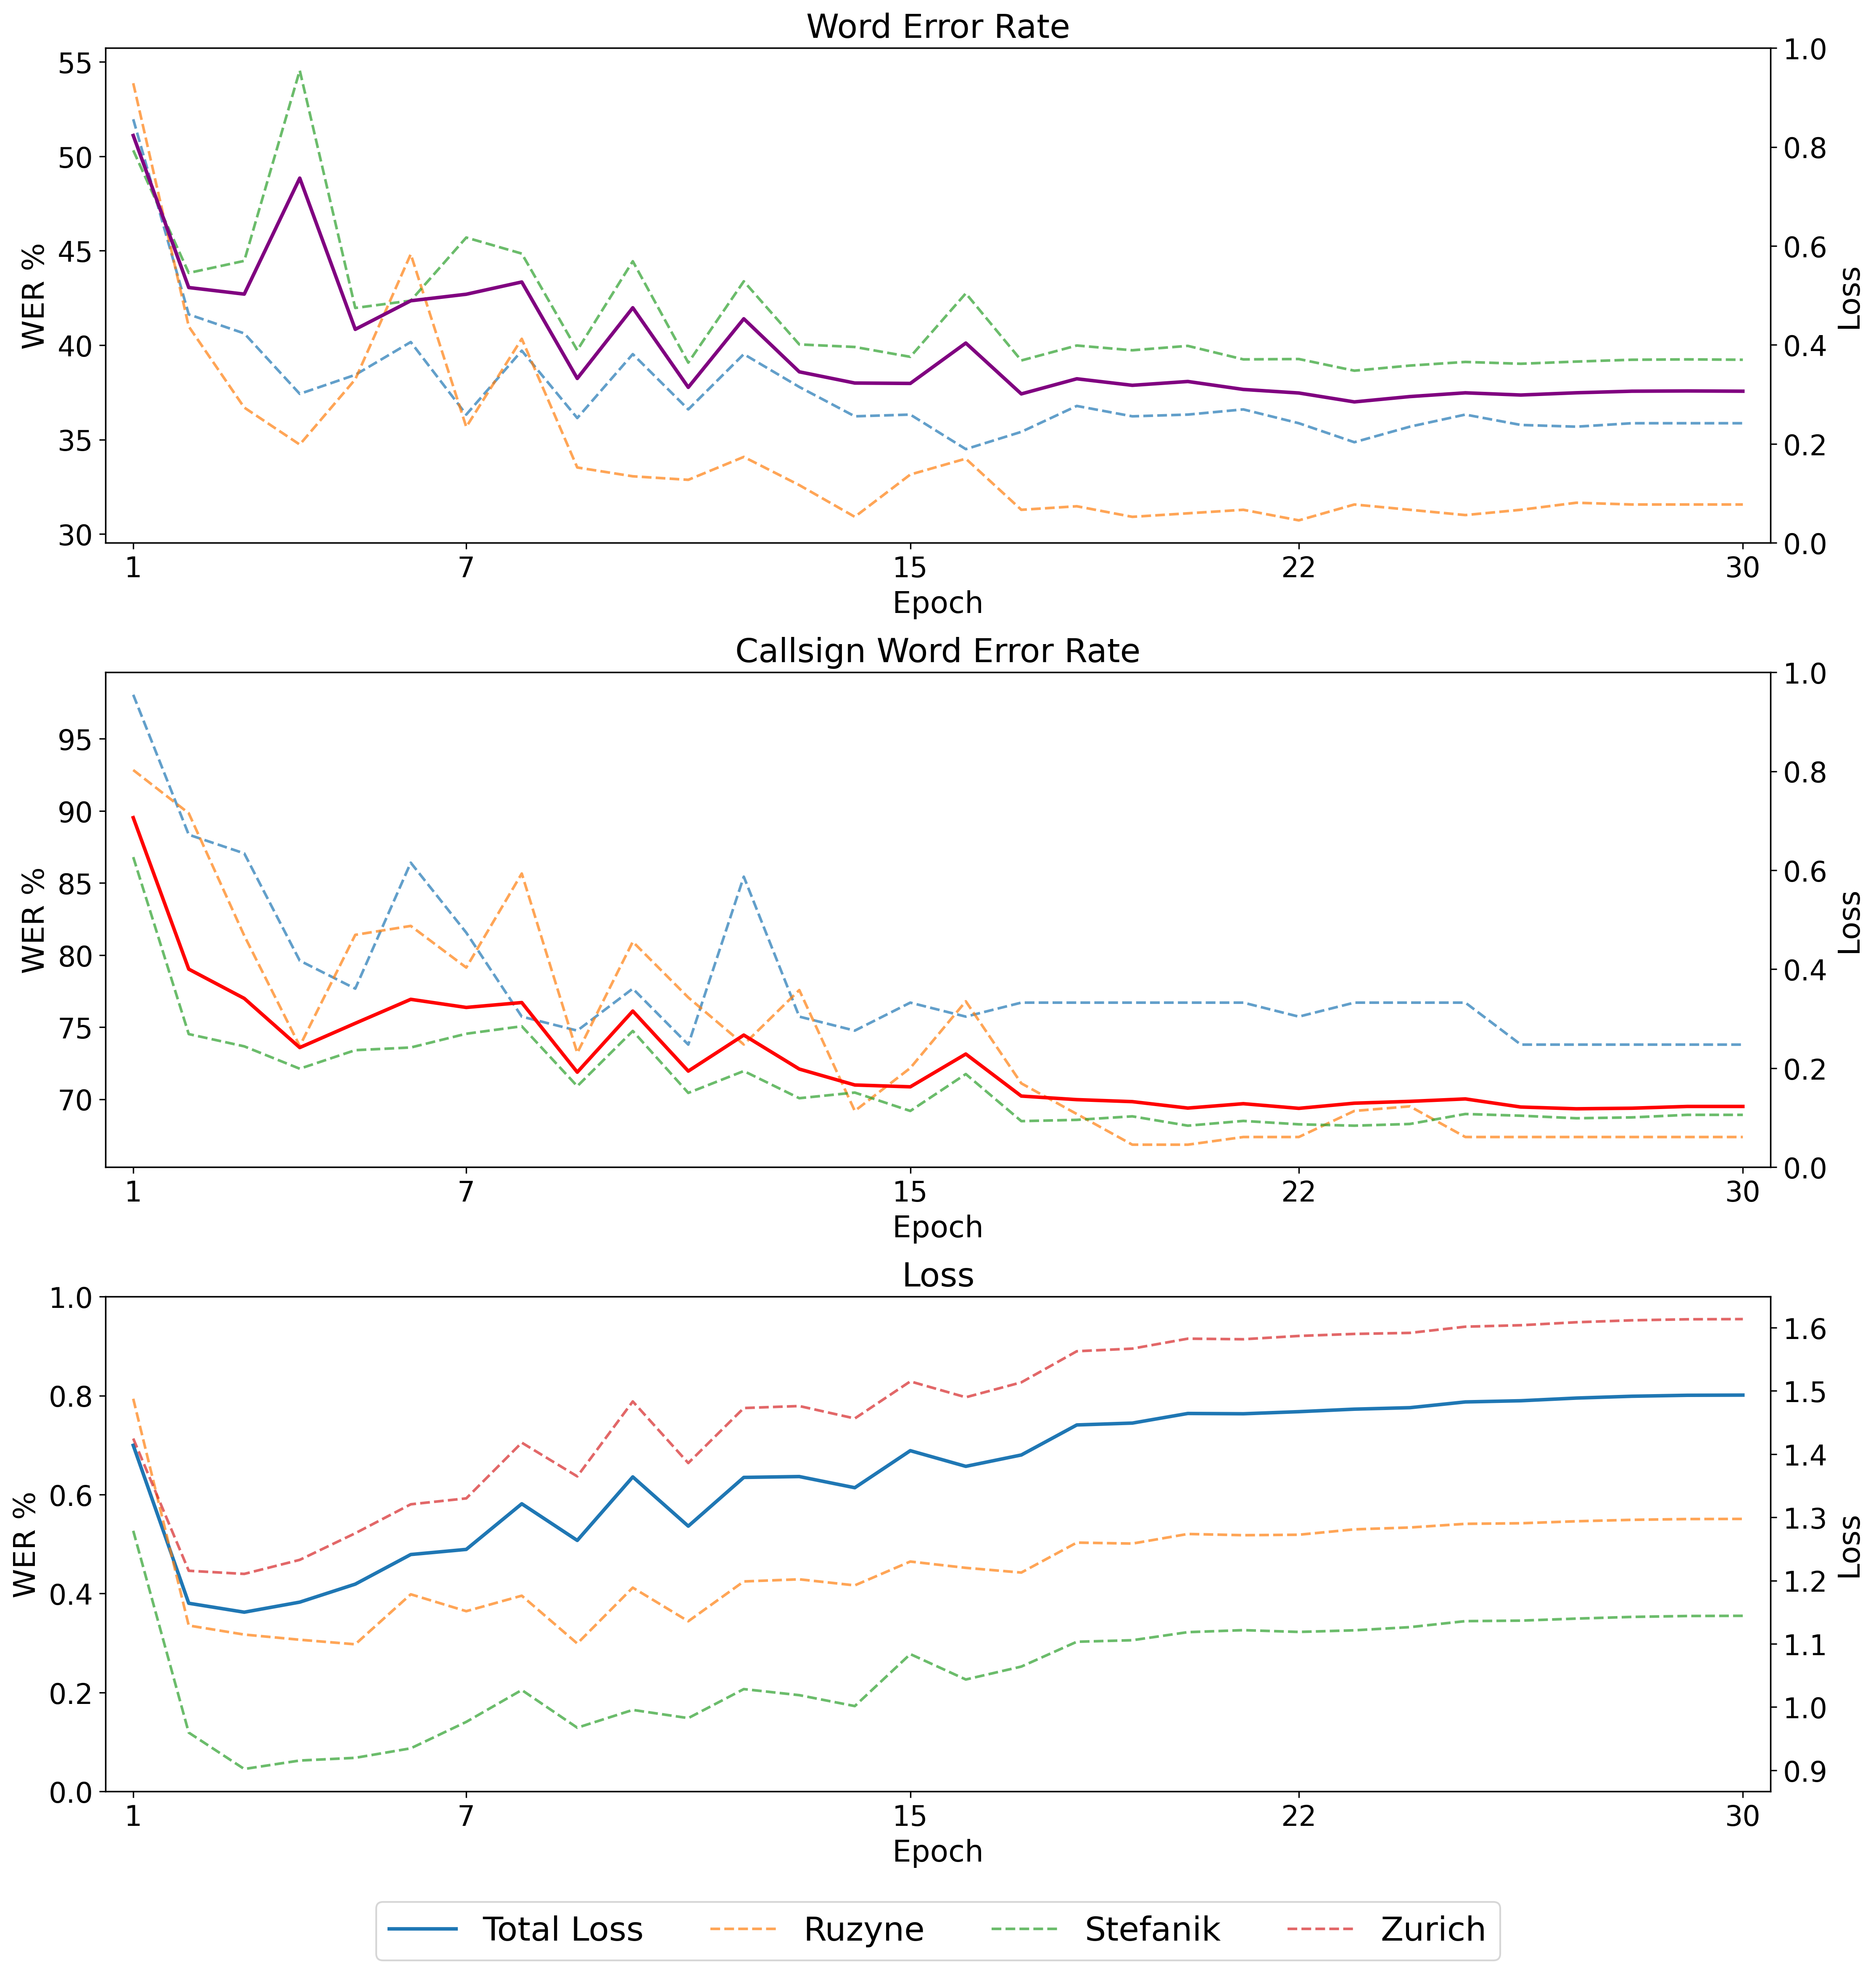 Word Error Rate
55
50
45
40
35
30
WER %
1.0
0.8
0.6
0.4
0.2
0.0
Loss
1 7 15 22 30
Epoch
Callsign Word Error Rate
95
90
85
80
75
70
WER %
1.0
0.8
0.6
0.4
0.2
0.0
Loss
1 7 15 22 30
Epoch
Loss
1.0
0.8
0.6
0.4
0.2
0.0
WER %
1.6
1.5
1.4
1.3
1.2
1.1
1.0
0.9
Loss
1 7 15 22 30
Epoch
Total Loss Ruzyne Stefanik Zurich